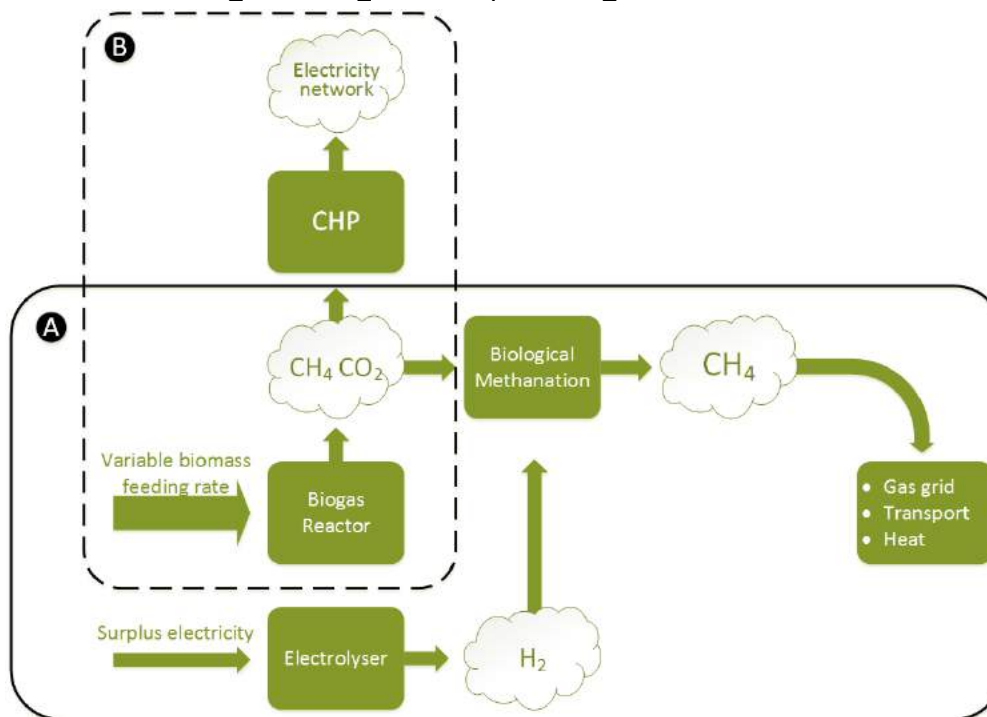 B
Electricity
network
CHP
A
CH₄ CO₂
Biological
Methanation
CH₄
Variable biomass
feeding rate
Biogas
Reactor
• Gas grid
• Transport
• Heat
Surplus electricity
Electrolyser
H₂